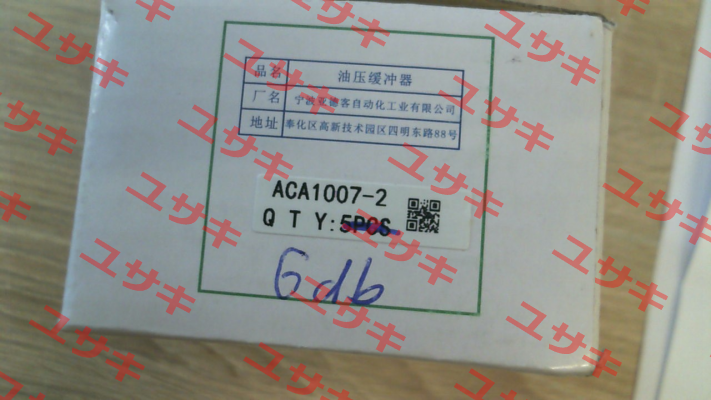 品名 油压缓冲器
厂名 宁波亚德客自动化工业有限公司
地址 奉化区高新技术园区四明东路88号
ACA1007-2
Q T Y:5PCS
6db
ユサキ